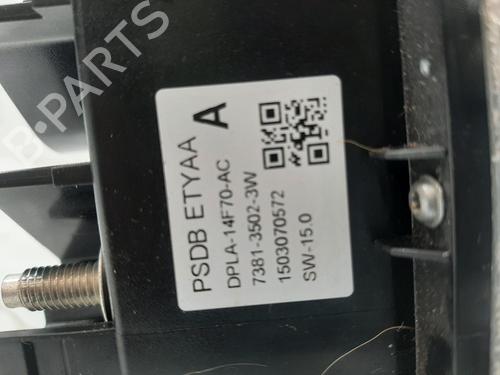 B-PARTS
PSDB ETYAA A
DPLA-14F70-AC
7381-3502-3W
1503070572
SW-15.0